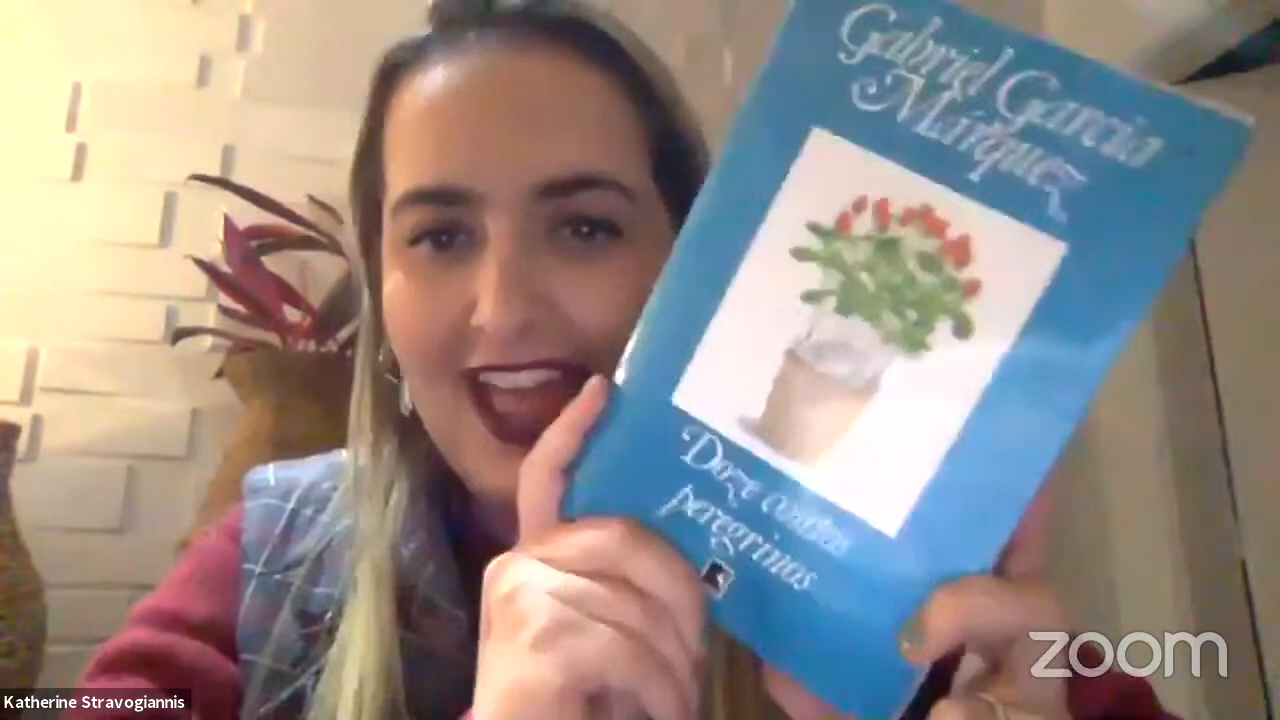 Gabriel García
Márquez
Doze contos
peregrinos
zoom
Katherine Stravogiannis